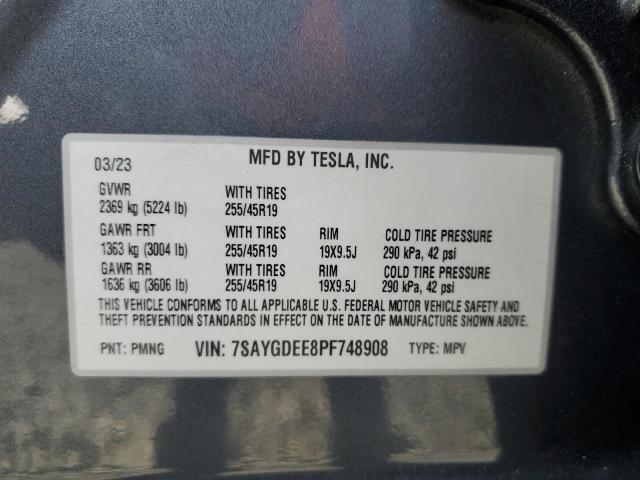 03/23 MFD BY TESLA, INC.
GVWR WITH TIRES
2369 kg (5224 lb) 255/45R19
GAWR FRT WITH TIRES RIM COLD TIRE PRESSURE
1363 kg (3004 lb) 255/45R19 19X9.5J 290 kPa, 42 psi
GAWR RR WITH TIRES RIM COLD TIRE PRESSURE
1636 kg (3606 lb) 255/45R19 19X9.5J 290 kPa, 42 psi
THIS VEHICLE CONFORMS TO ALL APPLICABLE U.S. FEDERAL MOTOR VEHICLE SAFETY AND
THEFT PREVENTION STANDARDS IN EFFECT ON THE DATE OF MANUFACTURE SHOWN ABOVE.
PNT: PMNG VIN: 7SAYGDEE8PF748908 TYPE: MPV